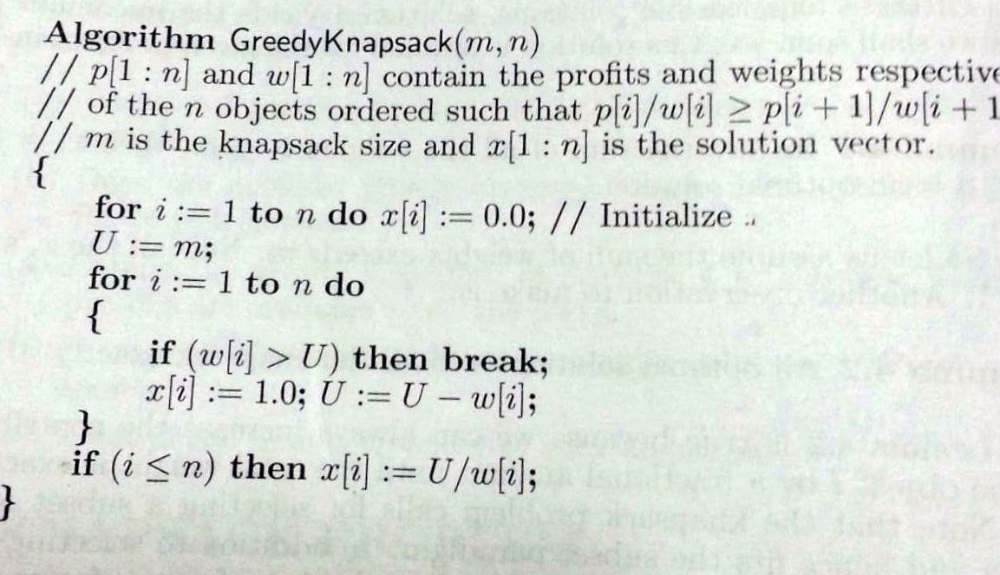 Algorithm GreedyKnapsack(m, n)
// p[1 : n] and w[1 : n] contain the profits and weights respective
// of the n objects ordered such that p[i]/w[i] ≥ p[i + 1]/w[i + 1
// m is the knapsack size and x[1 : n] is the solution vector.
{
for i := 1 to n do x[i] := 0.0; // Initialize
U := m;
for i := 1 to n do
{
if (w[i] > U) then break;
x[i] := 1.0; U := U − w[i];
}
if (i ≤ n) then x[i] := U/w[i];
}